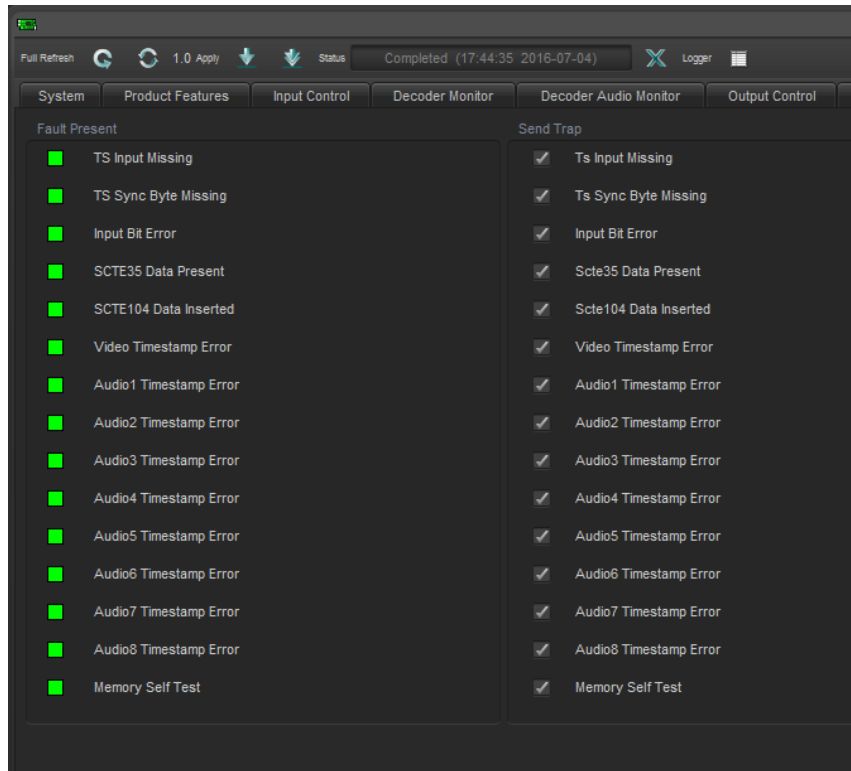 Full Refresh 1.0 Apply Status Completed (17:44:35 2016-07-04) Logger
System Product Features Input Control Decoder Monitor Decoder Audio Monitor Output Control
Fault Present
TS Input Missing
TS Sync Byte Missing
Input Bit Error
SCTE35 Data Present
SCTE104 Data Inserted
Video Timestamp Error
Audio1 Timestamp Error
Audio2 Timestamp Error
Audio3 Timestamp Error
Audio4 Timestamp Error
Audio5 Timestamp Error
Audio6 Timestamp Error
Audio7 Timestamp Error
Audio8 Timestamp Error
Memory Self Test
Send Trap
Ts Input Missing
Ts Sync Byte Missing
Input Bit Error
Scte35 Data Present
Scte104 Data Inserted
Video Timestamp Error
Audio1 Timestamp Error
Audio2 Timestamp Error
Audio3 Timestamp Error
Audio4 Timestamp Error
Audio5 Timestamp Error
Audio6 Timestamp Error
Audio7 Timestamp Error
Audio8 Timestamp Error
Memory Self Test